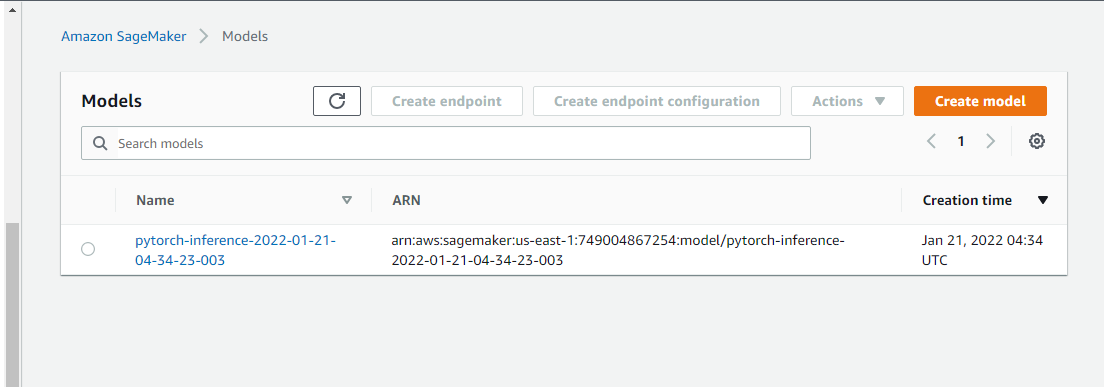 Amazon SageMaker > Models
Models
Create endpoint
Create endpoint configuration
Actions
Create model
Search models
1
Name
ARN
Creation time
pytorch-inference-2022-01-21-
04-34-23-003
arn:aws:sagemaker:us-east-1:749004867254:model/pytorch-inference-
2022-01-21-04-34-23-003
Jan 21, 2022 04:34
UTC